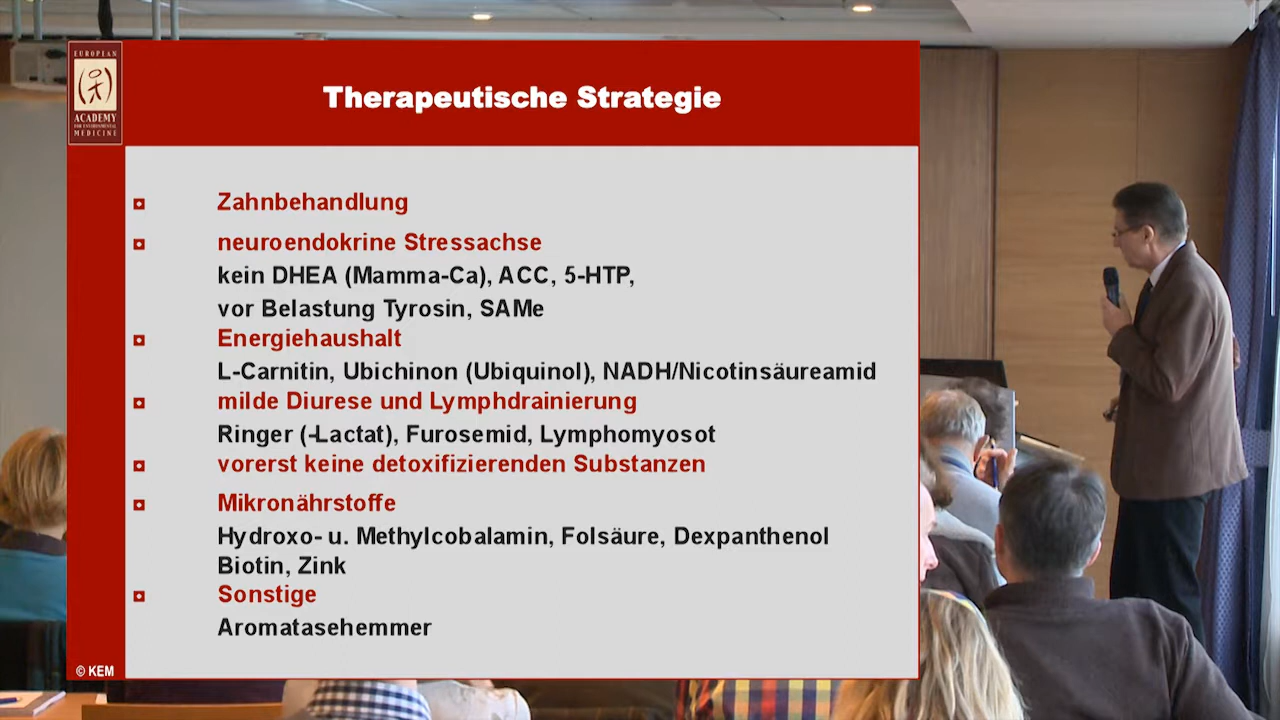 EUROPEAN
ACADEMY
FOR ENVIRONMENTAL
MEDICINE
Therapeutische Strategie
Zahnbehandlung
neuroendokrine Stressachse
kein DHEA (Mamma-Ca), ACC, 5-HTP,
vor Belastung Tyrosin, SAMe
Energiehaushalt
L-Carnitin, Ubichinon (Ubiquinol), NADH/Nicotinsäureamid
milde Diurese und Lymphdrainierung
Ringer (-Lactat), Furosemid, Lymphomyosot
vorerst keine detoxifizierenden Substanzen
Mikronährstoffe
Hydroxo- u. Methylcobalamin, Folsäure, Dexpanthenol
Biotin, Zink
Sonstige
Aromatasehemmer
© KEM